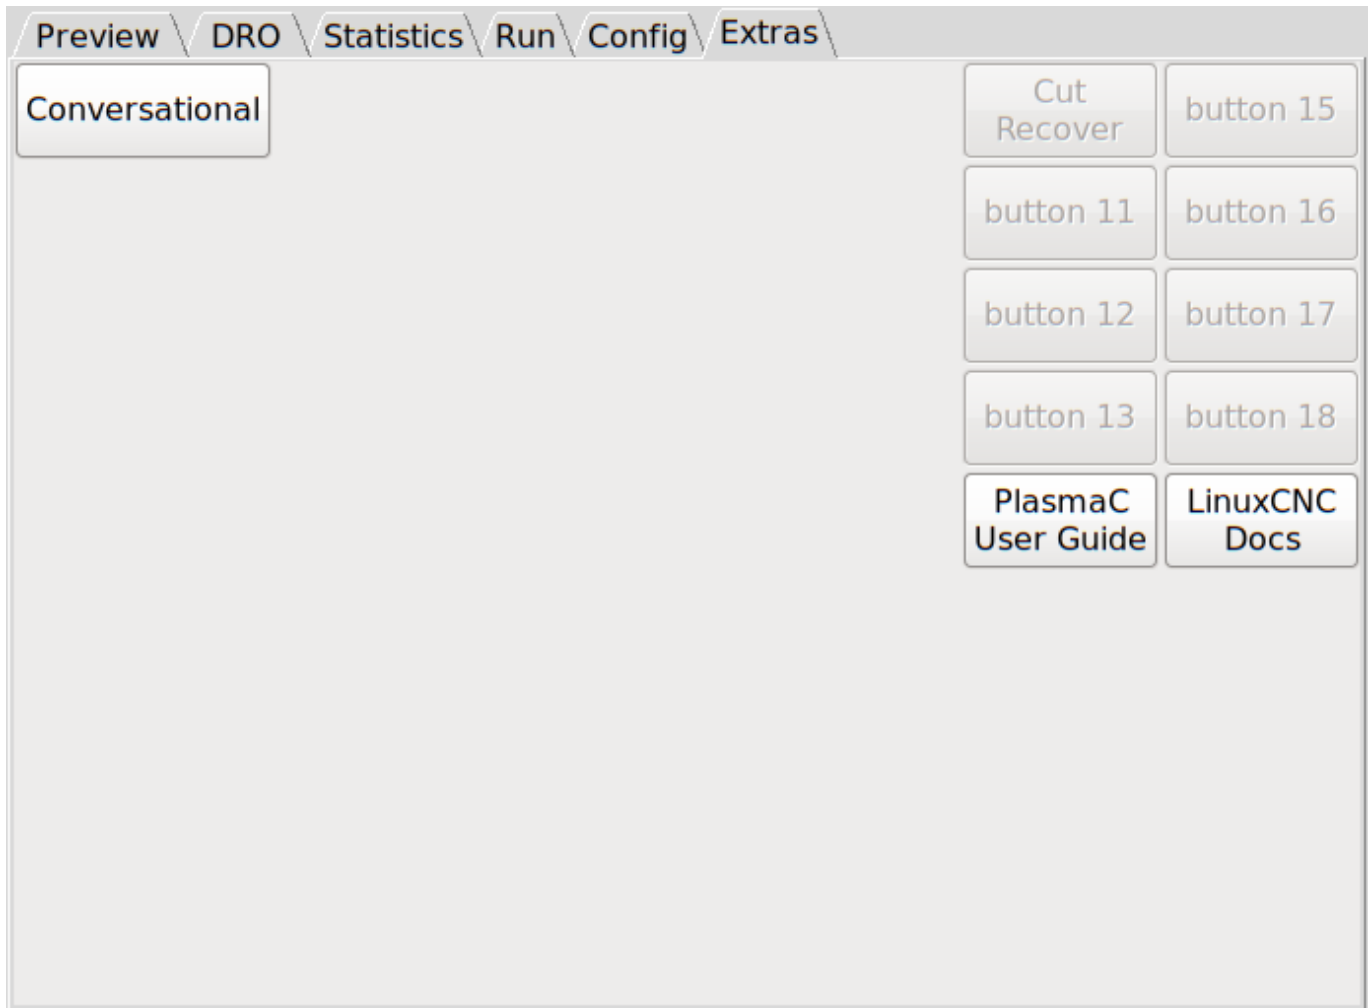 Preview DRO Statistics Run Config Extras
Conversational
Cut
Recover
button 15
button 11
button 16
button 12
button 17
button 13
button 18
PlasmaC
User Guide
LinuxCNC
Docs